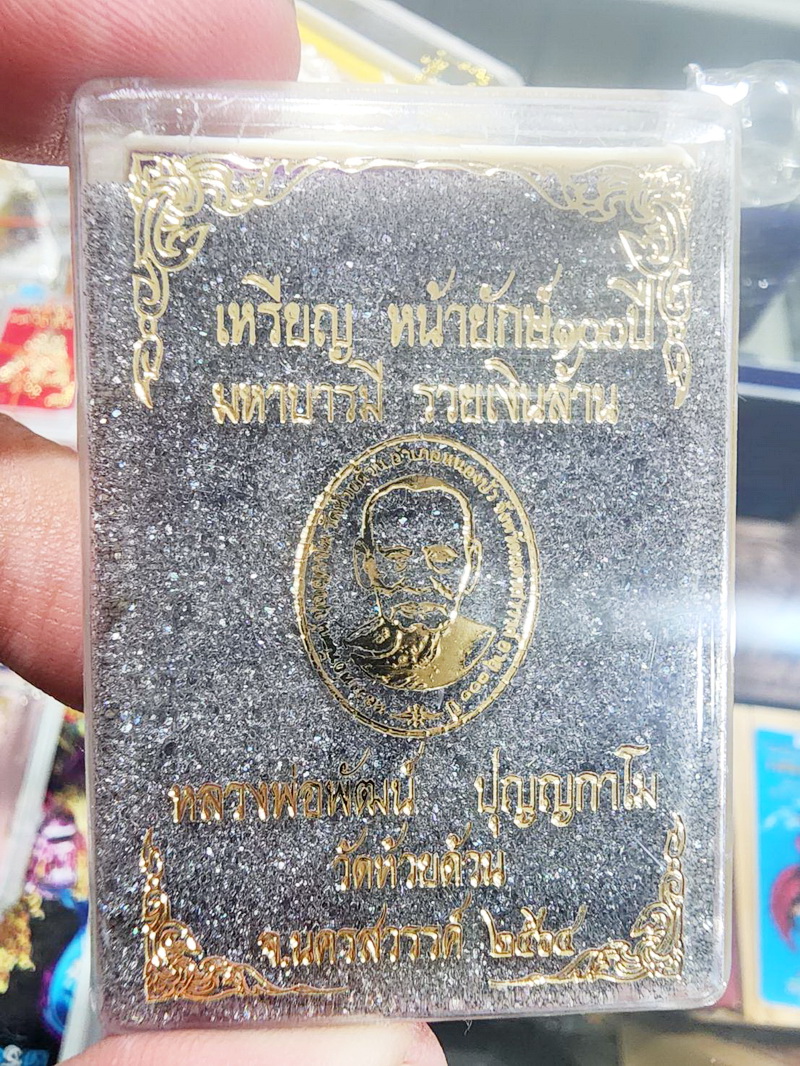 เหรียญ หน้ายักษ์๑๐๐ปี
มหาบารมี รวยเงินล้าน
หลวงพ่อพัฒน์ ปุญญกาโม
วัดห้วยด้วน
จ.นครสวรรค์ ๒๕๖๔